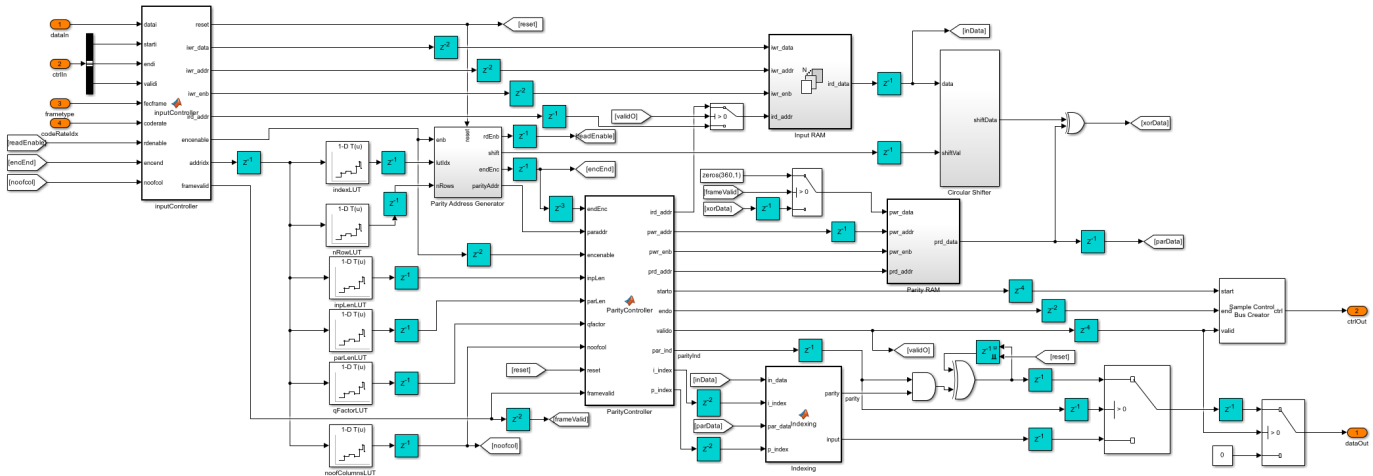 1
dataIn
2
ctrlIn
3
frametype
4
codeRateIdx
[readEnable]
[encEnd]
[noofcol]
datai
starti
endi
validi
fecframe
coderate
rdenable
encend
noofcol
inputController
reset
iwr_data
iwr_addr
iwr_enb
ird_addr
encenable
addridx
framevalid
inputController
[reset]
z-2
z-2
z-2
z-1
z-1
1-D T(u)
indexLUT
z-1
1-D T(u)
nRowLUT
z-1
1-D T(u)
inpLenLUT
z-1
1-D T(u)
parLenLUT
z-1
1-D T(u)
qFactorLUT
z-1
1-D T(u)
noofColumnsLUT
z-1
[noofcol]
reset
enb
lutIdx
nRows
rdEnb
shift
endEnc
parityAddr
Parity Address Generator
z-1
[readEnable]
z-1
[encEnd]
z-3
z-2
z-1
[reset]
z-2
[frameValid]
endEnc
paraddr
encenable
inpLen
parLen
qfactor
noofcol
reset
framevalid
ParityController
ird_addr
pwr_addr
pwr_enb
prd_addr
starto
endo
valido
par_ind
i_index
p_index
ParityController
parityInd
[validO]
> 0
iwr_data
iwr_addr
iwr_enb
ird_addr
N
ird_data
Input RAM
z-1
[inData]
data
shiftVal
shiftData
Circular Shifter
[xorData]
zeros(360,1)
[frameValid]
[xorData]
z-1
> 0
z-1
pwr_data
pwr_addr
pwr_enb
prd_addr
prd_data
Parity RAM
z-1
[parData]
z-4
z-2
z-4
start
end
valid
Sample Control
Bus Creator
ctrl
2
ctrlOut
z-1
[validO]
[inData]
z-2
[parData]
z-2
in_data
i_index
par_data
p_index
Indexing
parity
input
Indexing
parity
z-1
[reset]
z-1
z-1
z-1
> 0
z-1
0
> 0
1
dataOut